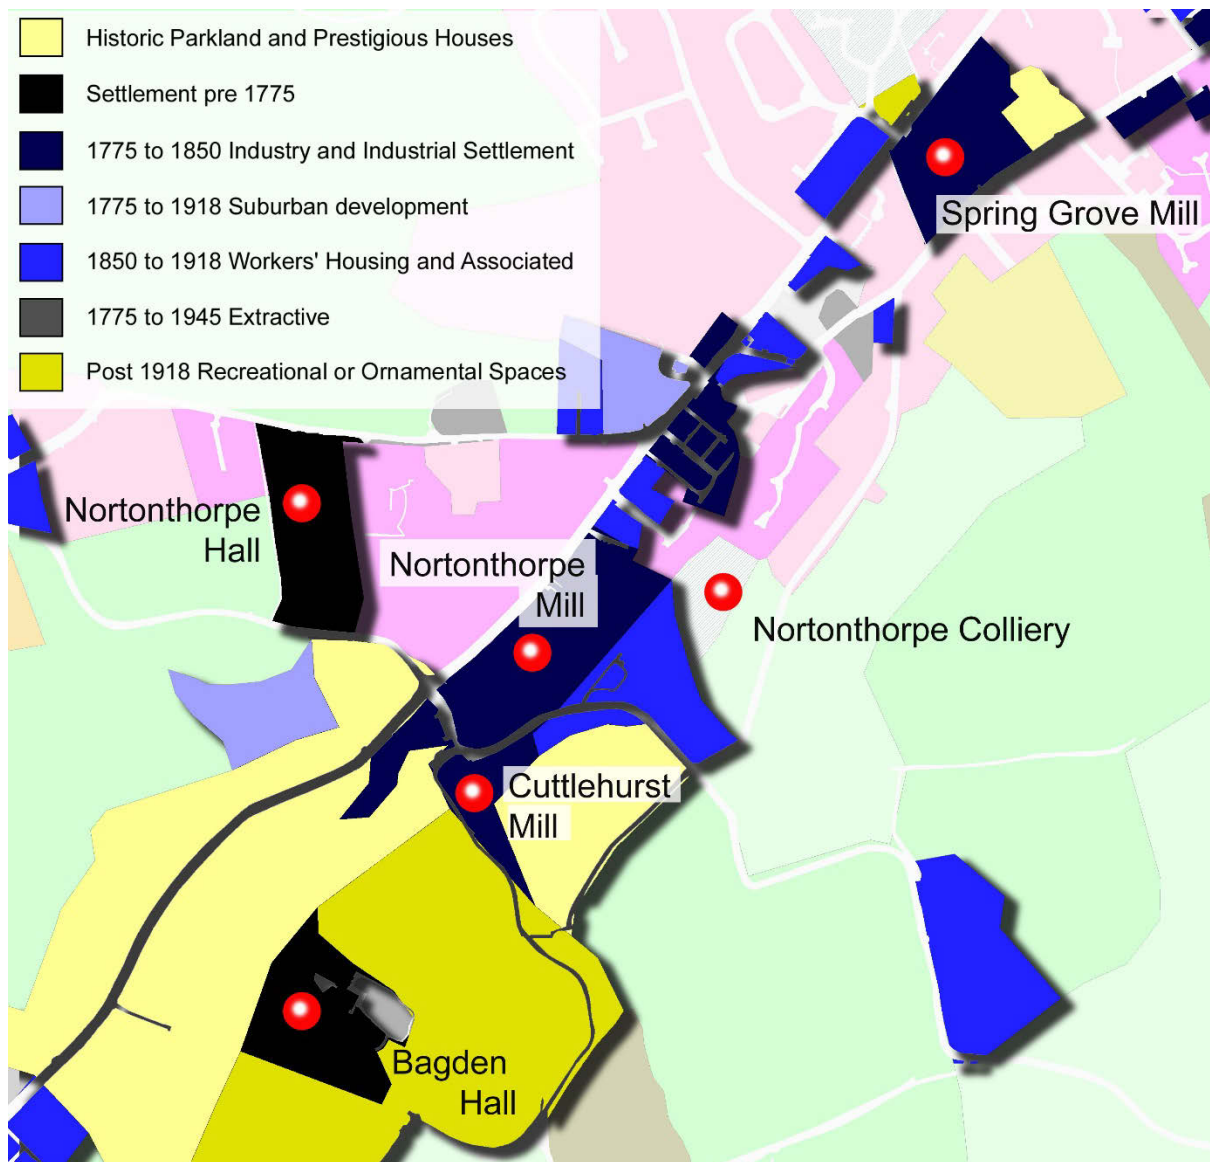 Historic Parkland and Prestigious Houses
Settlement pre 1775
1775 to 1850 Industry and Industrial Settlement
1775 to 1918 Suburban development
1850 to 1918 Workers' Housing and Associated
1775 to 1945 Extractive
Post 1918 Recreational or Ornamental Spaces
Spring Grove Mill
Nortonthorpe
Hall
Nortonthorpe
Mill
Nortonthorpe Colliery
Cuttlehurst
Mill
Bagden
Hall